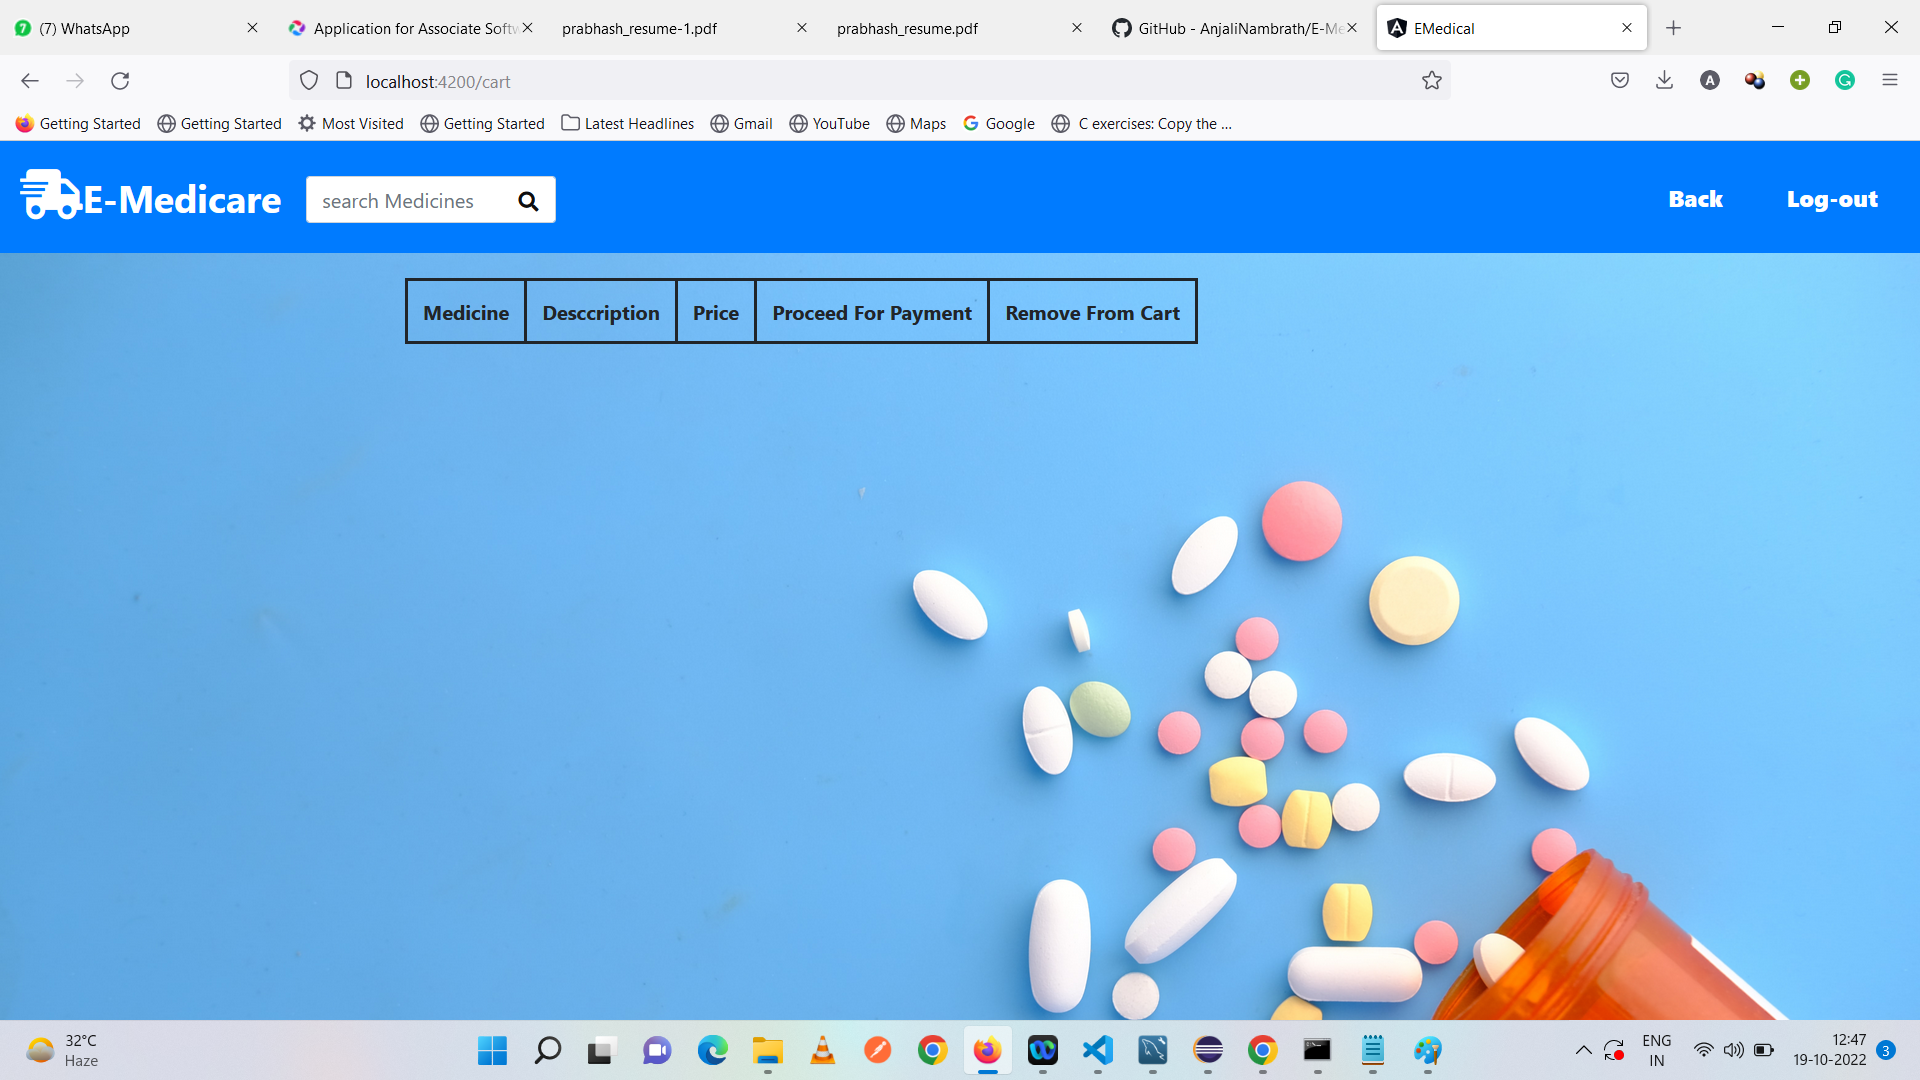 (7) WhatsApp
Application for Associate Softw
prabhash_resume-1.pdf
prabhash_resume.pdf
GitHub - AnjaliNambrath/E-Me
EMedical
localhost:4200/cart
A
G
Getting Started
Getting Started
Most Visited
Getting Started
Latest Headlines
Gmail
YouTube
Maps
Google
C exercises: Copy the ...
E-Medicare
search Medicines
Back
Log-out
Medicine
Desccription
Price
Proceed For Payment
Remove From Cart
32°C
Haze
ENG
IN
12:47
19-10-2022
3